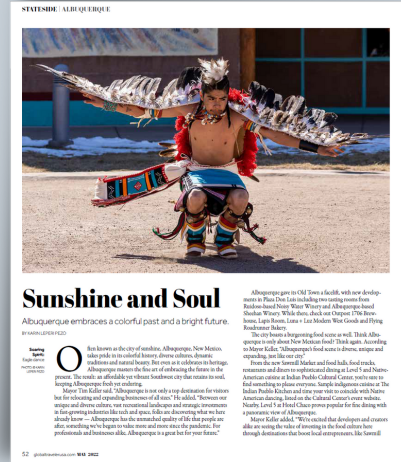 STATESIDE | ALBUQUERQUE
Sunshine and Soul
Albuquerque embraces a colorful past and a bright future.
BY KARIN LEPERI PEZO
Soaring
Spirit:
Eagle dance
PHOTO: © KARIN
LEPERI PEZO
Often known as the city of sunshine, Albuquerque, New Mexico,
takes pride in its colorful history, diverse cultures, dynamic
traditions and natural beauty. But even as it celebrates its heritage,
Albuquerque masters the fine art of embracing the future in the
present. The result: an affordable yet vibrant Southwest city that retains its soul,
keeping Albuquerque fresh yet endearing.
Mayor Tim Keller said, "Albuquerque is not only a top destination for visitors
but for relocating and expanding businesses of all sizes." He added, "Between our
unique and diverse culture, vast recreational landscapes and strategic investments
in fast-growing industries like tech and space, folks are discovering what we here
already know — Albuquerque has the unmatched quality of life that people are
after, something we've begun to value more and more since the pandemic. For
professionals and businesses alike, Albuquerque is a great bet for your future."
Albuquerque gave its Old Town a facelift, with new develop-
ments in Plaza Don Luis including two tasting rooms from
Ruidoso-based Noisy Water Winery and Albuquerque-based
Sheehan Winery. While there, check out Outpost 1706 Brew-
house, Lapis Room, Luna + Luz Modern West Goods and Flying
Roadrunner Bakery.
The city boasts a burgeoning food scene as well. Think Albu-
querque is only about New Mexican food? Think again. According
to Mayor Keller, "Albuquerque's food scene is diverse, unique and
expanding, just like our city."
From the new Sawmill Market and food halls, food trucks,
restaurants and diners to sophisticated dining at Level 5 and Native-
American cuisine at Indian Pueblo Cultural Center, you're sure to
find something to please everyone. Sample indigenous cuisine at The
Indian Pueblo Kitchen and time your visit to coincide with Native
American dancing, listed on the Cultural Center's event website.
Nearby, Level 5 at Hotel Chaco proves popular for fine dining with
a panoramic view of Albuquerque.
Mayor Keller added, "We're excited that developers and creators
alike are seeing the value of investing in the food culture here
through destinations that boost local entrepreneurs, like Sawmill
52 globaltravelerusa.com MAY 2022